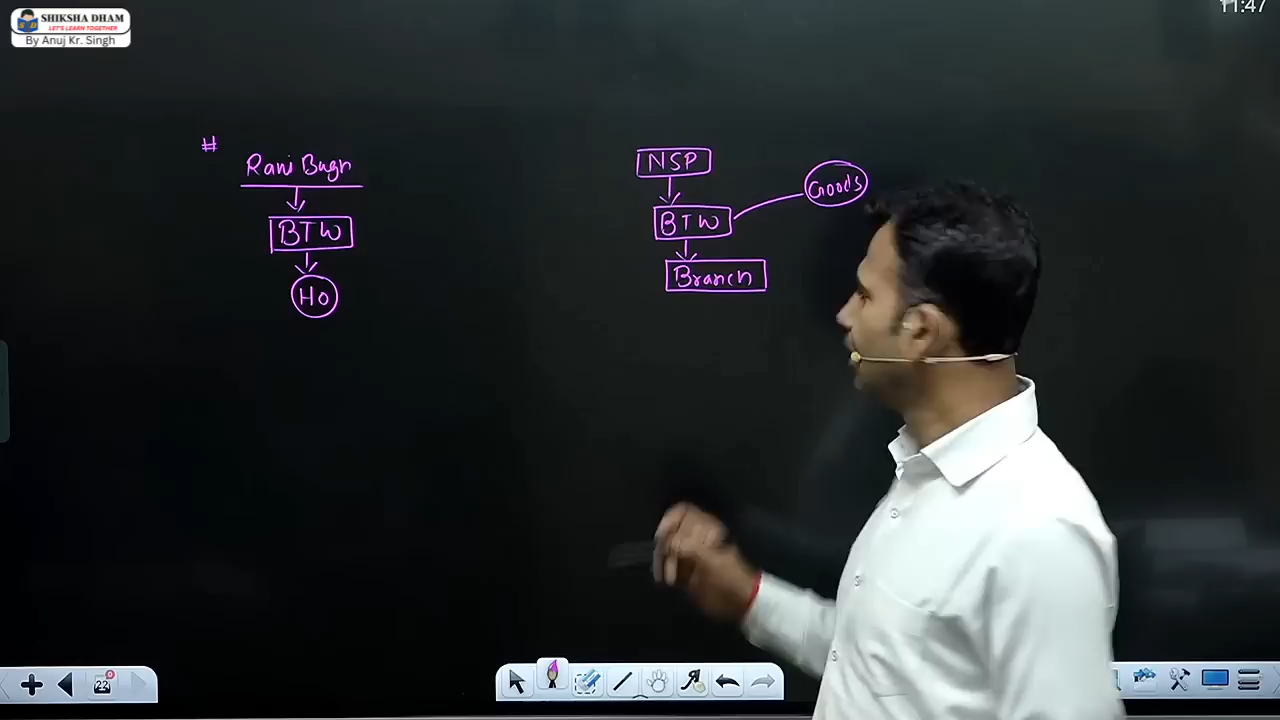 SHIKSHA DHAM
LET'S LEARN TOGETHER
By Anuj Kr. Singh
11:47
#
Rani Bagh
BTW
HO
NSP
Goods
BTW
Branch
22